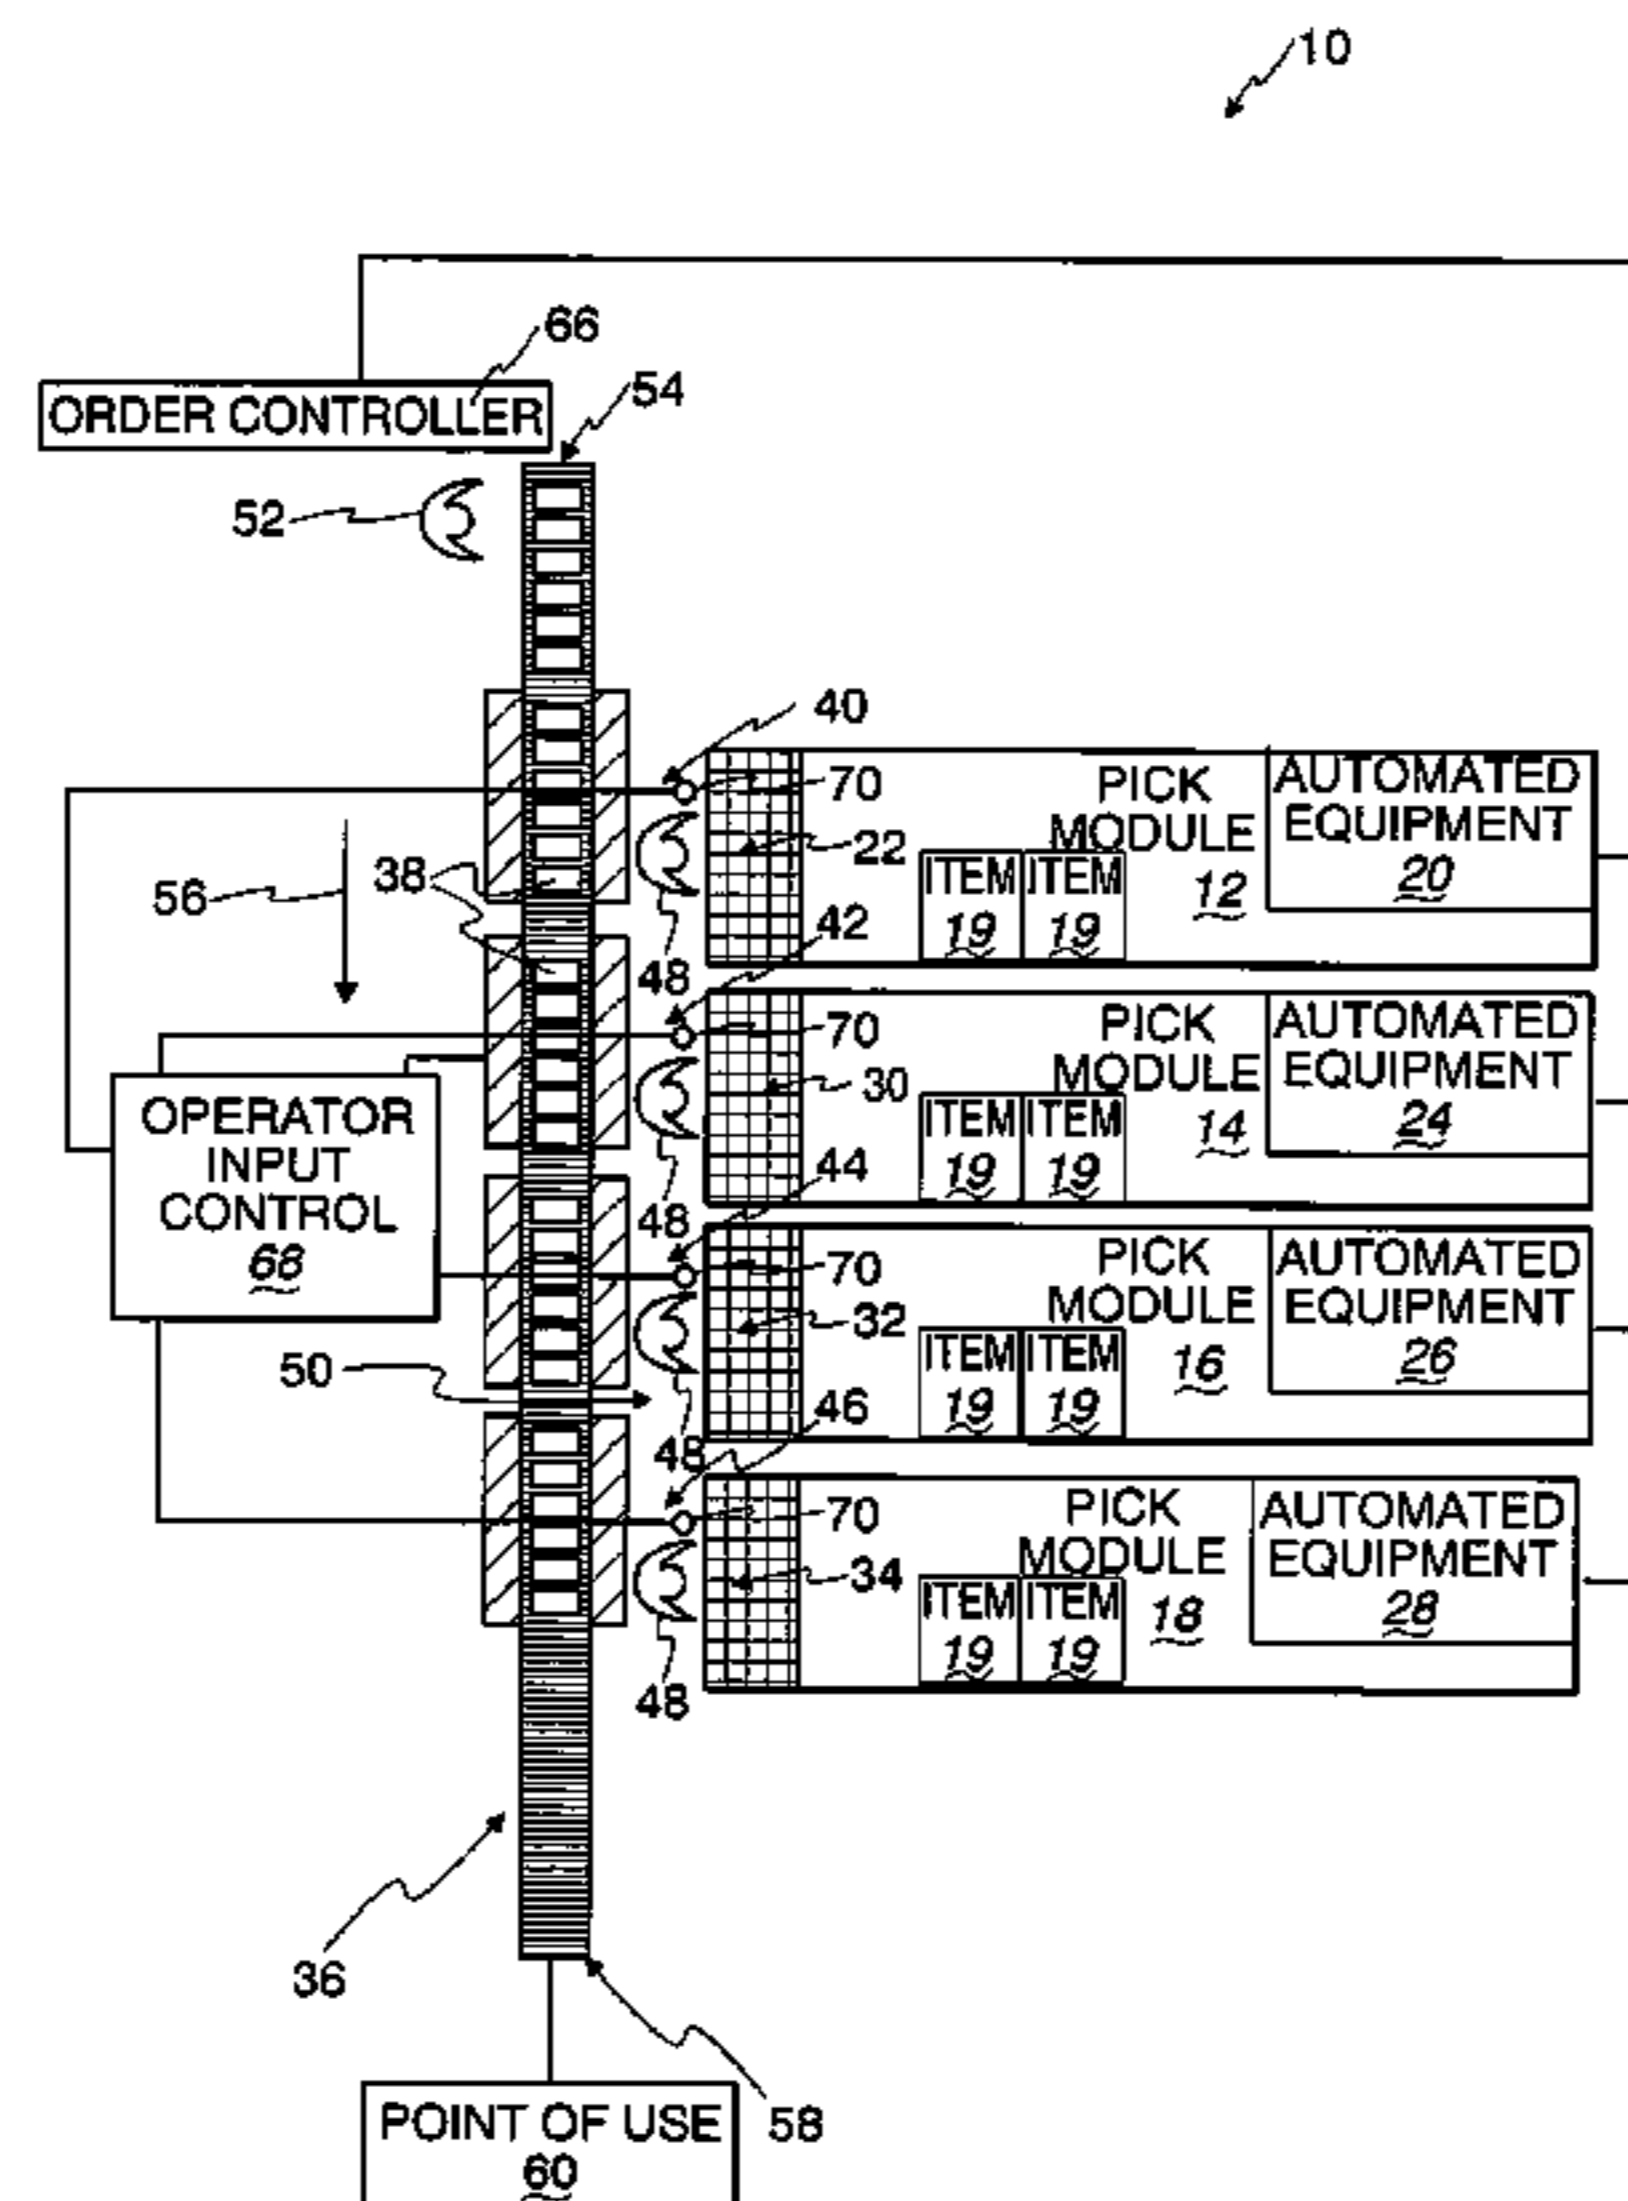 10
66
ORDER CONTROLLER
54
52
40
70
PICK
MODULE
12
AUTOMATED
EQUIPMENT
20
22
ITEM ITEM
19 19
38
56
48
42
70
PICK
MODULE
14
AUTOMATED
EQUIPMENT
24
30
ITEM ITEM
19 19
OPERATOR
INPUT
CONTROL
68
48
44
70
PICK
MODULE
16
AUTOMATED
EQUIPMENT
26
32
ITEM ITEM
19 19
50
48
46
70
PICK
MODULE
18
AUTOMATED
EQUIPMENT
28
34
ITEM ITEM
19 19
48
36
58
POINT OF USE
60